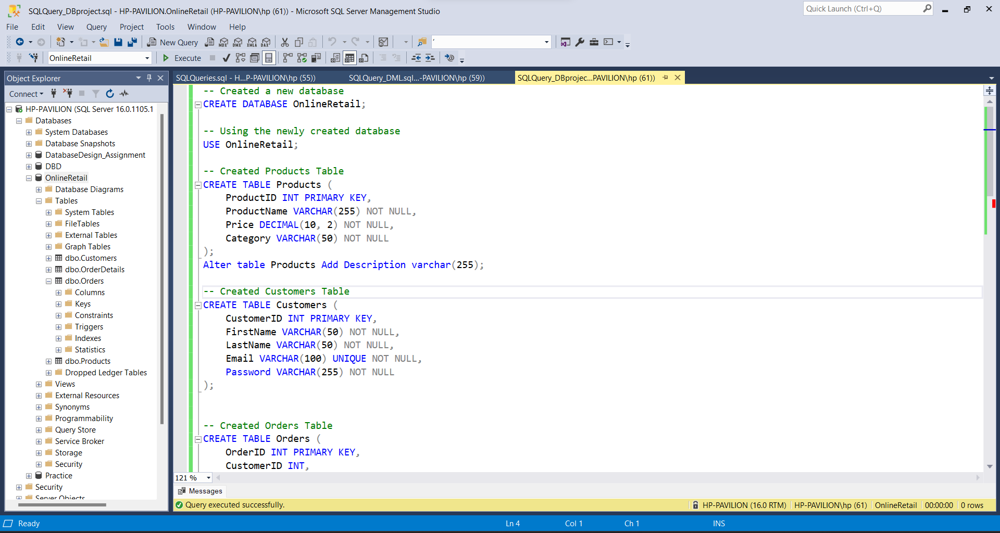 SQLQuery_DBproject.sql - HP-PAVILION.OnlineRetail (HP-PAVILION\hp (61)) - Microsoft SQL Server Management Studio
Quick Launch (Ctrl+Q)
File Edit View Query Project Tools Window Help
New Query MDX DMX XMLA DAX '
OnlineRetail Execute
Object Explorer
Connect
HP-PAVILION (SQL Server 16.0.1105.1
Databases
System Databases
Database Snapshots
DatabaseDesign_Assignment
DBD
OnlineRetail
Database Diagrams
Tables
System Tables
FileTables
External Tables
Graph Tables
dbo.Customers
dbo.OrderDetails
dbo.Orders
Columns
Keys
Constraints
Triggers
Indexes
Statistics
dbo.Products
Dropped Ledger Tables
Views
External Resources
Synonyms
Programmability
Query Store
Service Broker
Storage
Security
Practice
Security
Server Objects
SQLQueries.sql - H...P-PAVILION\hp (55)) SQLQuery_DML.sql...-PAVILION\hp (59)) SQLQuery_DBprojec...PAVILION\hp (61))
-- Created a new database
CREATE DATABASE OnlineRetail;
-- Using the newly created database
USE OnlineRetail;
-- Created Products Table
CREATE TABLE Products (
ProductID INT PRIMARY KEY,
ProductName VARCHAR(255) NOT NULL,
Price DECIMAL(10, 2) NOT NULL,
Category VARCHAR(50) NOT NULL
);
Alter table Products Add Description varchar(255);
-- Created Customers Table
CREATE TABLE Customers (
CustomerID INT PRIMARY KEY,
FirstName VARCHAR(50) NOT NULL,
LastName VARCHAR(50) NOT NULL,
Email VARCHAR(100) UNIQUE NOT NULL,
Password VARCHAR(255) NOT NULL
);
-- Created Orders Table
CREATE TABLE Orders (
OrderID INT PRIMARY KEY,
CustomerID INT,
121 %
Messages
Query executed successfully. HP-PAVILION (16.0 RTM) HP-PAVILION\hp (61) OnlineRetail 00:00:00 0 rows
Ready Ln 4 Col 1 Ch 1 INS